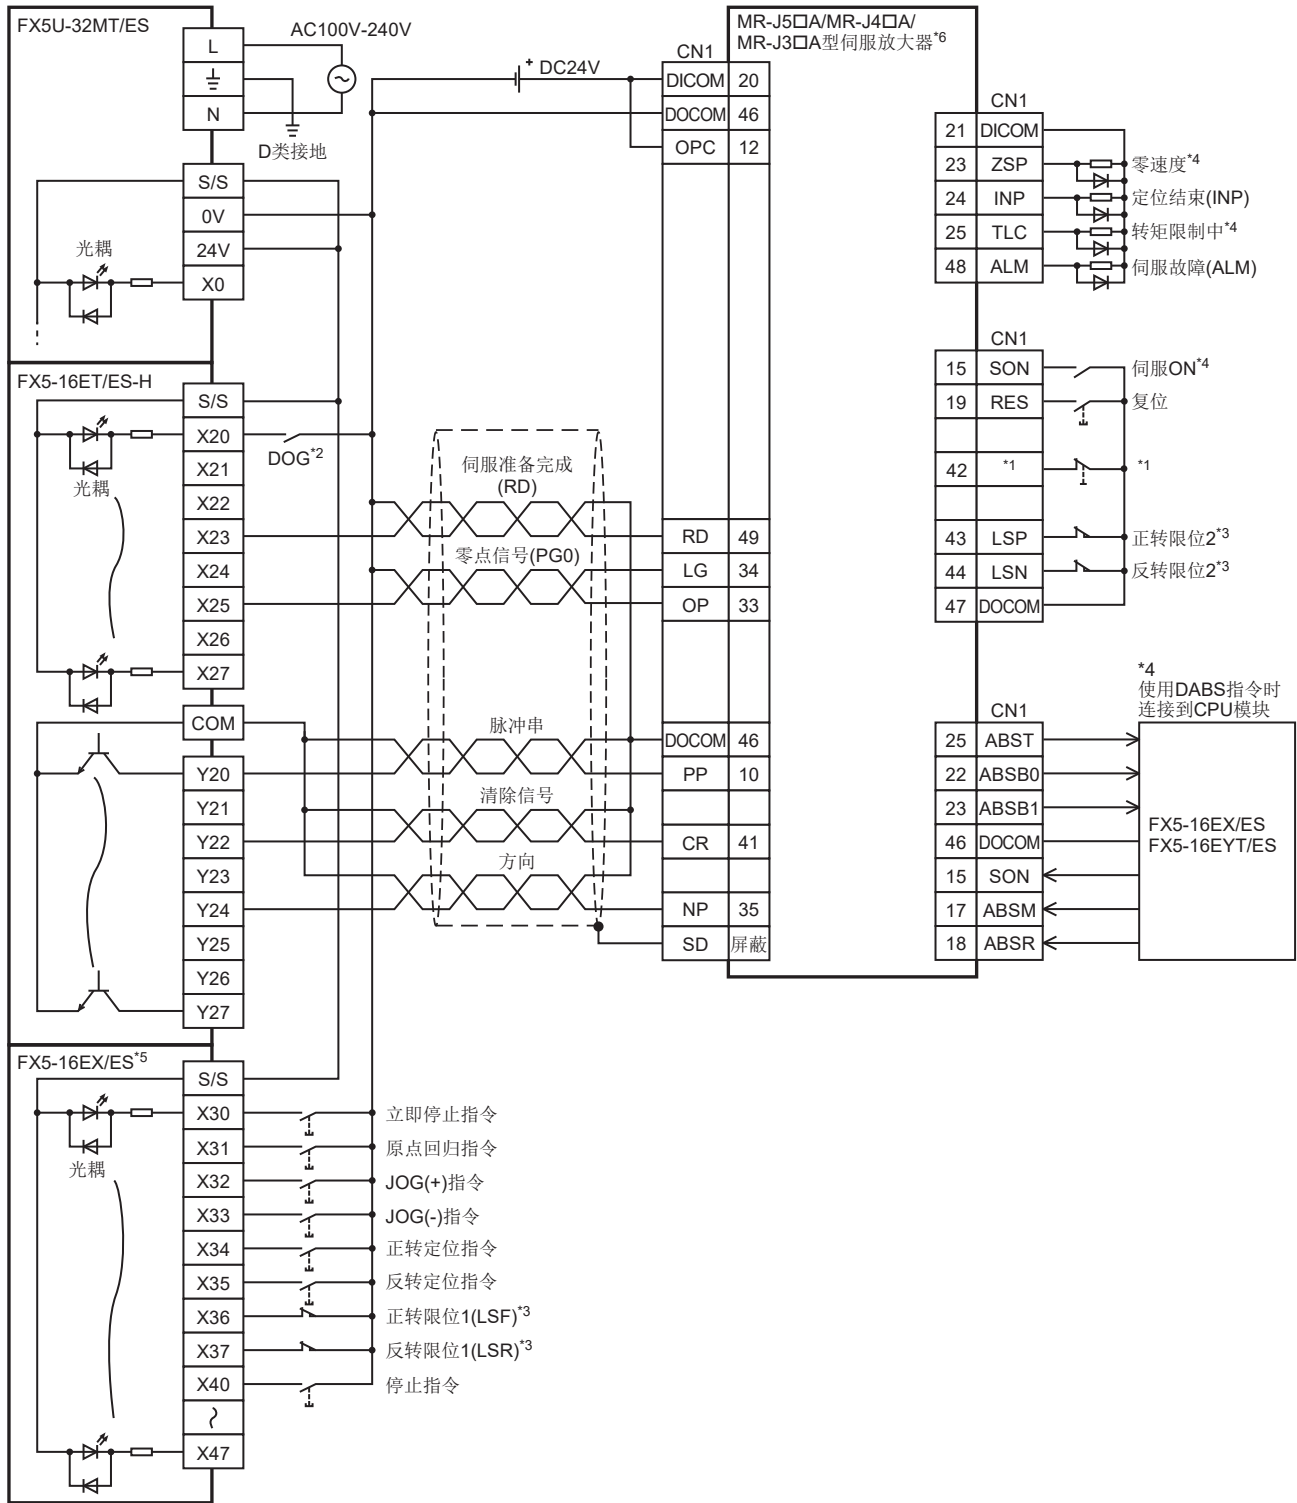 FX5U-32MT/ES
L
N
AC100V-240V
D类接地
S/S
0V
24V
X0
光耦
FX5-16ET/ES-H
S/S
X20
X21
X22
X23
X24
X25
X26
X27
DOG*2
光耦
COM
Y20
Y21
Y22
Y23
Y24
Y25
Y26
Y27
FX5-16EX/ES*5
S/S
X30
X31
X32
X33
X34
X35
X36
X37
X40
X47
光耦
立即停止指令
原点回归指令
JOG(+)指令
JOG(-)指令
正转定位指令
反转定位指令
正转限位1(LSF)*3
反转限位1(LSR)*3
停止指令
+ DC24V
伺服准备完成
(RD)
零点信号(PG0)
脉冲串
清除信号
方向
MR-J5□A/MR-J4□A/
MR-J3□A型伺服放大器*6
CN1
DICOM 20
DOCOM 46
OPC 12
RD 49
LG 34
OP 33
DOCOM 46
PP 10
CR 41
NP 35
SD 屏蔽
CN1
21 DICOM
23 ZSP 零速度*4
24 INP 定位结束(INP)
25 TLC 转矩限制中*4
48 ALM 伺服故障(ALM)
CN1
15 SON 伺服ON*4
19 RES 复位
42 *1 *1
43 LSP 正转限位2*3
44 LSN 反转限位2*3
47 DOCOM
*4
使用DABS指令时
连接到CPU模块
CN1
25 ABST
22 ABSB0
23 ABSB1
46 DOCOM
15 SON
17 ABSM
18 ABSR
FX5-16EX/ES
FX5-16EYT/ES